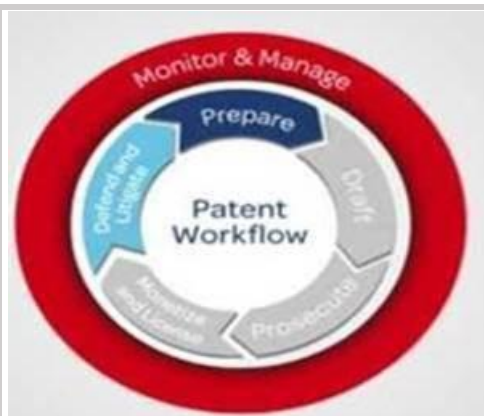 Monitor & Manage
Prepare
Draft
Prosecute
Monetize
and License
Defend and
Litigate
Patent
Workflow